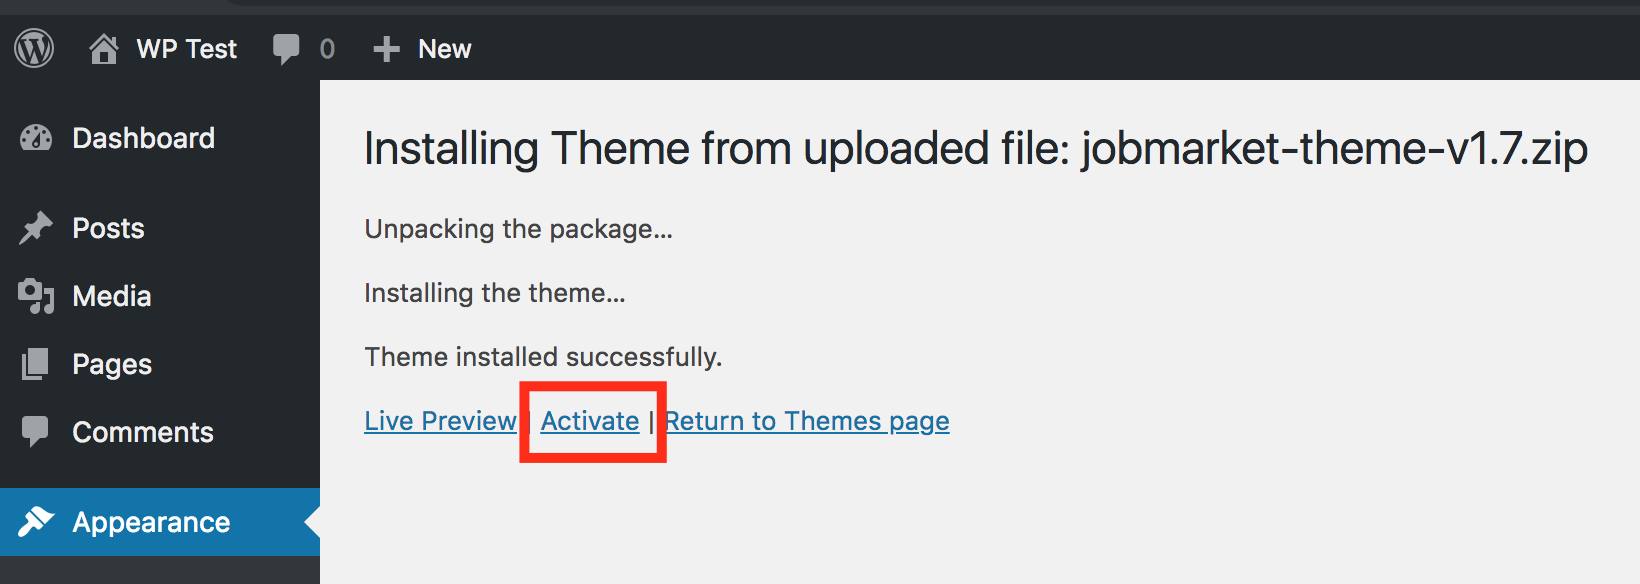 WP Test 0 New
Dashboard
Posts
Media
Pages
Comments
Appearance
Installing Theme from uploaded file: jobmarket-theme-v1.7.zip
Unpacking the package...
Installing the theme...
Theme installed successfully.
Live Preview | Activate | Return to Themes page